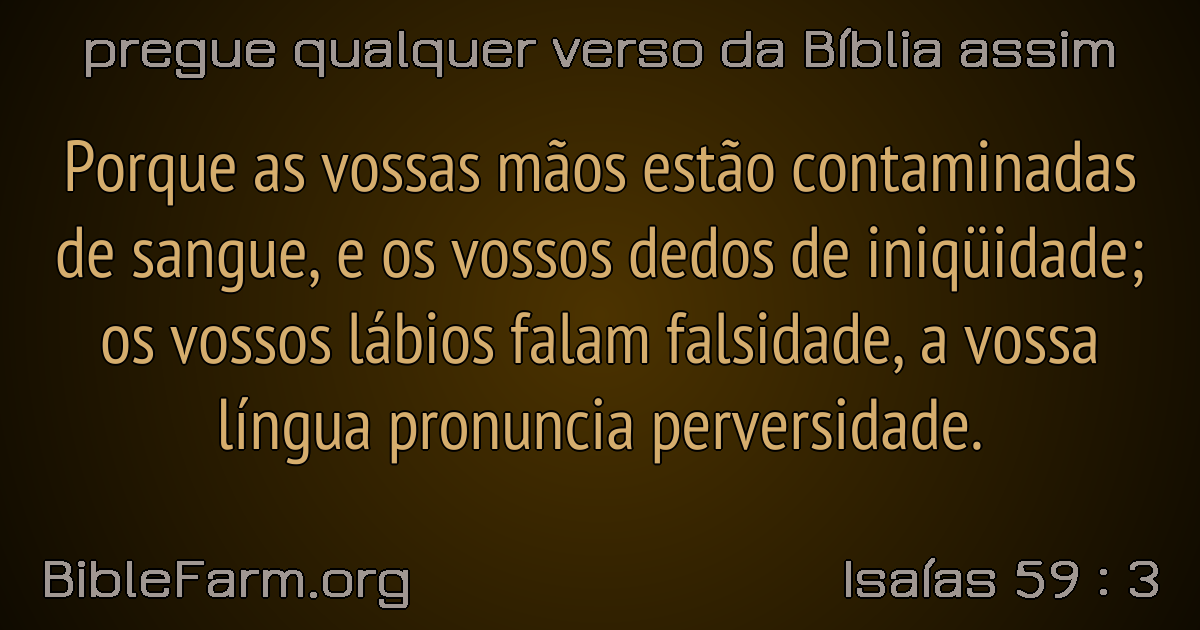 pregue qualquer verso da Bíblia assim
Porque as vossas mãos estão contaminadas
de sangue, e os vossos dedos de iniqüidade;
os vossos lábios falam falsidade, a vossa
língua pronuncia perversidade.
BibleFarm.org
Isaías 59 : 3